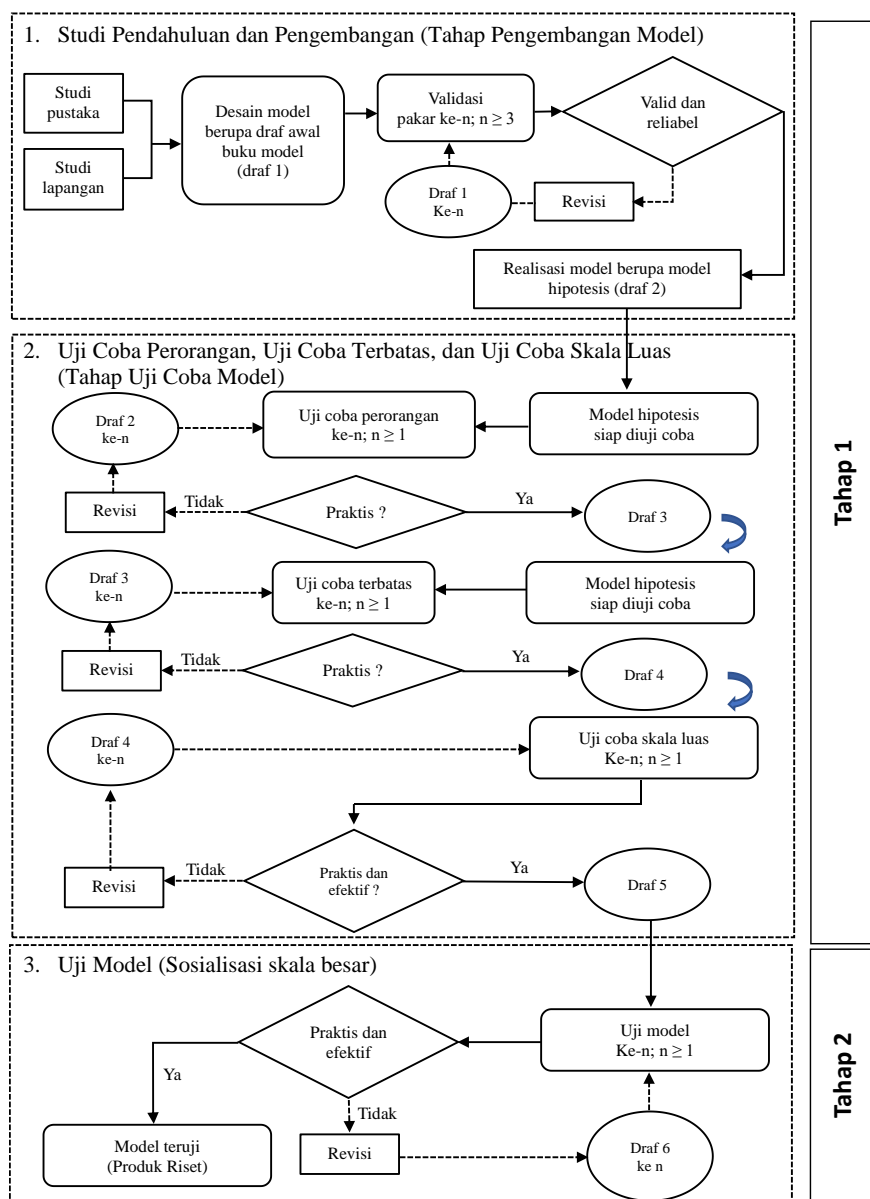 1. Studi Pendahuluan dan Pengembangan (Tahap Pengembangan Model)
Studi
pustaka
Studi
lapangan
Desain model
berupa draf awal
buku model
(draf 1)
Validasi
pakar ke-n; n ≥ 3
Valid dan
reliabel
Draf 1
Ke-n
Revisi
Realisasi model berupa model
hipotesis (draf 2)
Tahap 1
2. Uji Coba Perorangan, Uji Coba Terbatas, dan Uji Coba Skala Luas
(Tahap Uji Coba Model)
Draf 2
ke-n
Uji coba perorangan
ke-n; n ≥ 1
Model hipotesis
siap diuji coba
Revisi
Tidak
Praktis ?
Ya
Draf 3
Draf 3
ke-n
Uji coba terbatas
ke-n; n ≥ 1
Model hipotesis
siap diuji coba
Revisi
Tidak
Praktis ?
Ya
Draf 4
Draf 4
ke-n
Uji coba skala luas
Ke-n; n ≥ 1
Revisi
Tidak
Praktis dan
efektif ?
Ya
Draf 5
3. Uji Model (Sosialisasi skala besar)
Praktis dan
efektif
Uji model
Ke-n; n ≥ 1
Ya
Tidak
Model teruji
(Produk Riset)
Revisi
Draf 6
ke n
Tahap 2